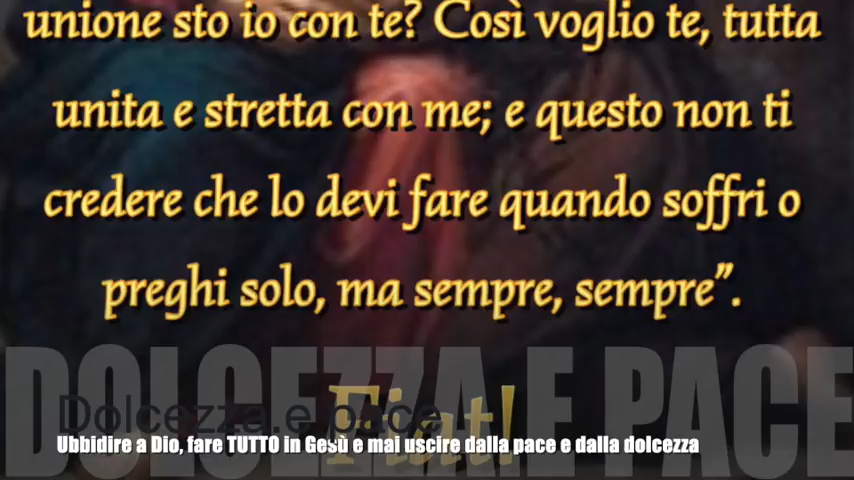 unione sto io con te? Così voglio te, tutta
unita e stretta con me; e questo non ti
credere che lo devi fare quando soffri o
preghi solo, ma sempre, sempre”.
DOLCEZZA E PACE
Fiat!
Dolcezza e pace
Ubbidire a Dio, fare TUTTO in Gesù e mai uscire dalla pace e dalla dolcezza